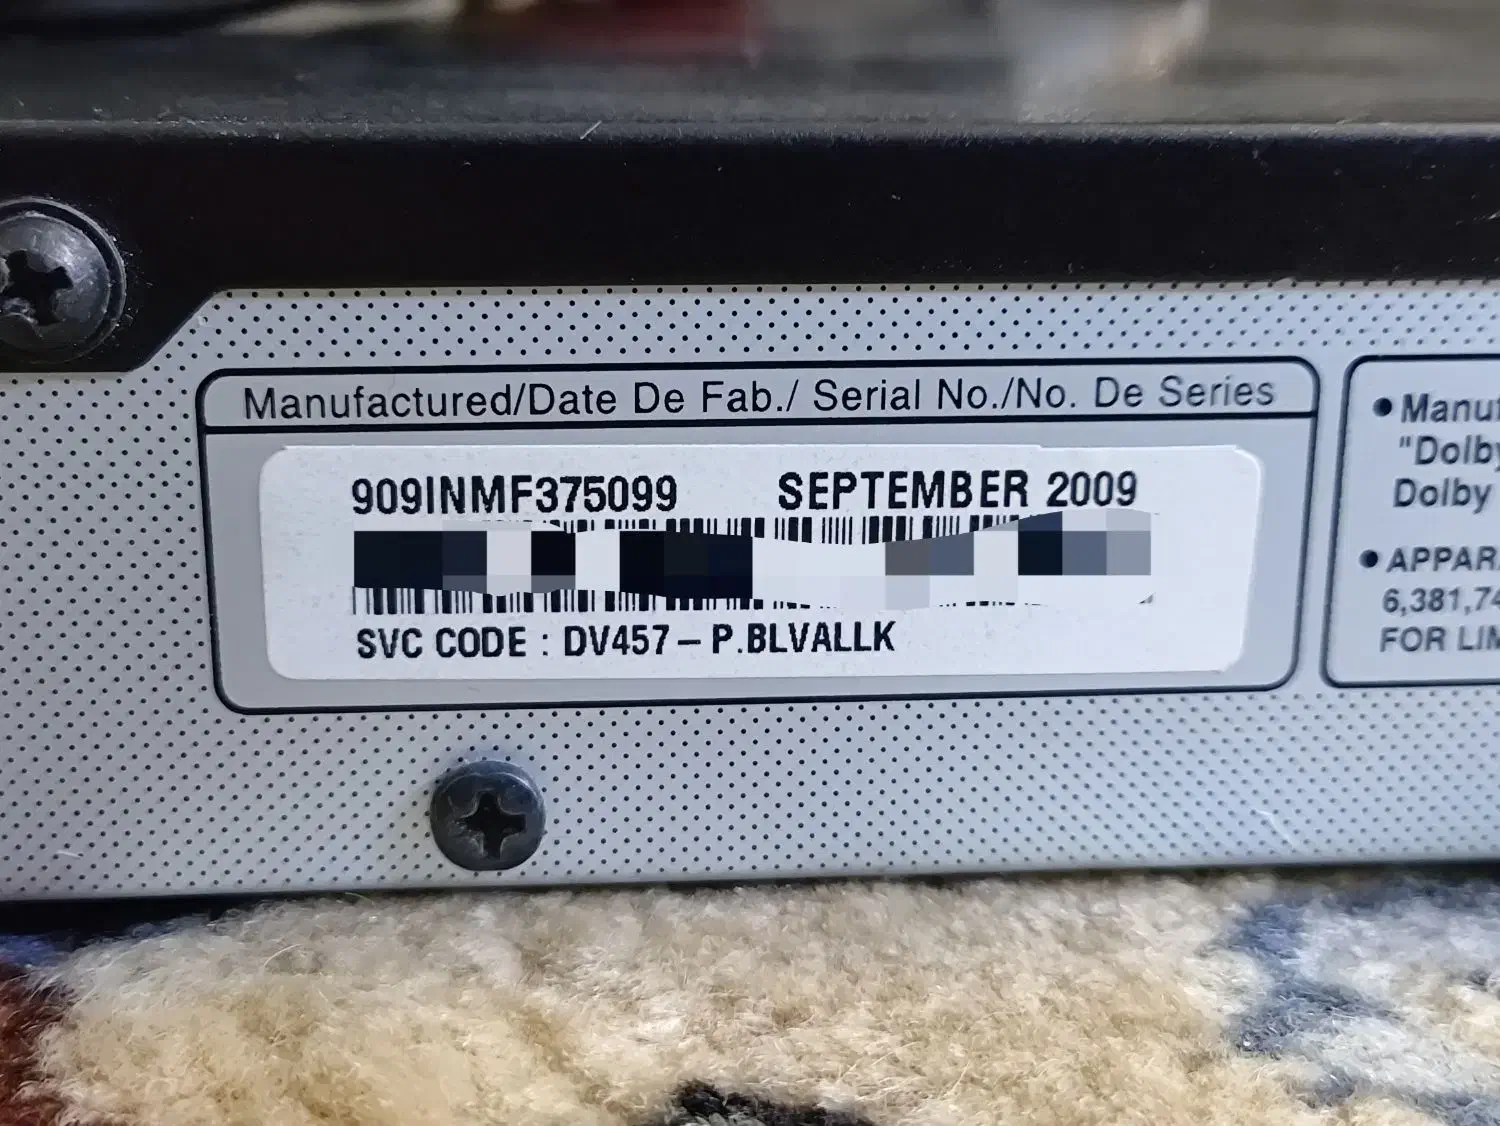 Manufactured/Date De Fab./ Serial No./No. De Series
909INMF375099 SEPTEMBER 2009
SVC CODE : DV457-P.BLVALLK
● Manuf
"Dolby
Dolby
● APPAR
6,381,74
FOR LIM